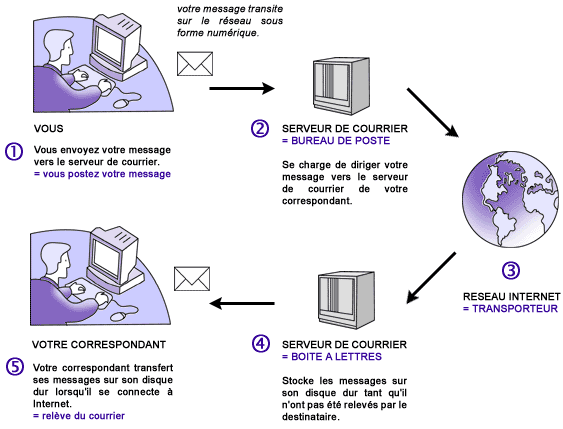 votre message transite
sur le réseau sous
forme numérique.
VOUS
1 Vous envoyez votre message
vers le serveur de courrier.
= vous postez votre message
2 SERVEUR DE COURRIER
= BUREAU DE POSTE
Se charge de diriger votre
message vers le serveur
de courrier de votre
correspondant.
3
RESEAU INTERNET
= TRANSPORTEUR
4 SERVEUR DE COURRIER
= BOITE A LETTRES
Stocke les messages sur
son disque dur tant qu'il
n'ont pas été relevés par le
destinataire.
VOTRE CORRESPONDANT
5 Votre correspondant transfert
ses messages sur son disque
dur lorsqu'il se connecte à
Internet.
= relève du courrier